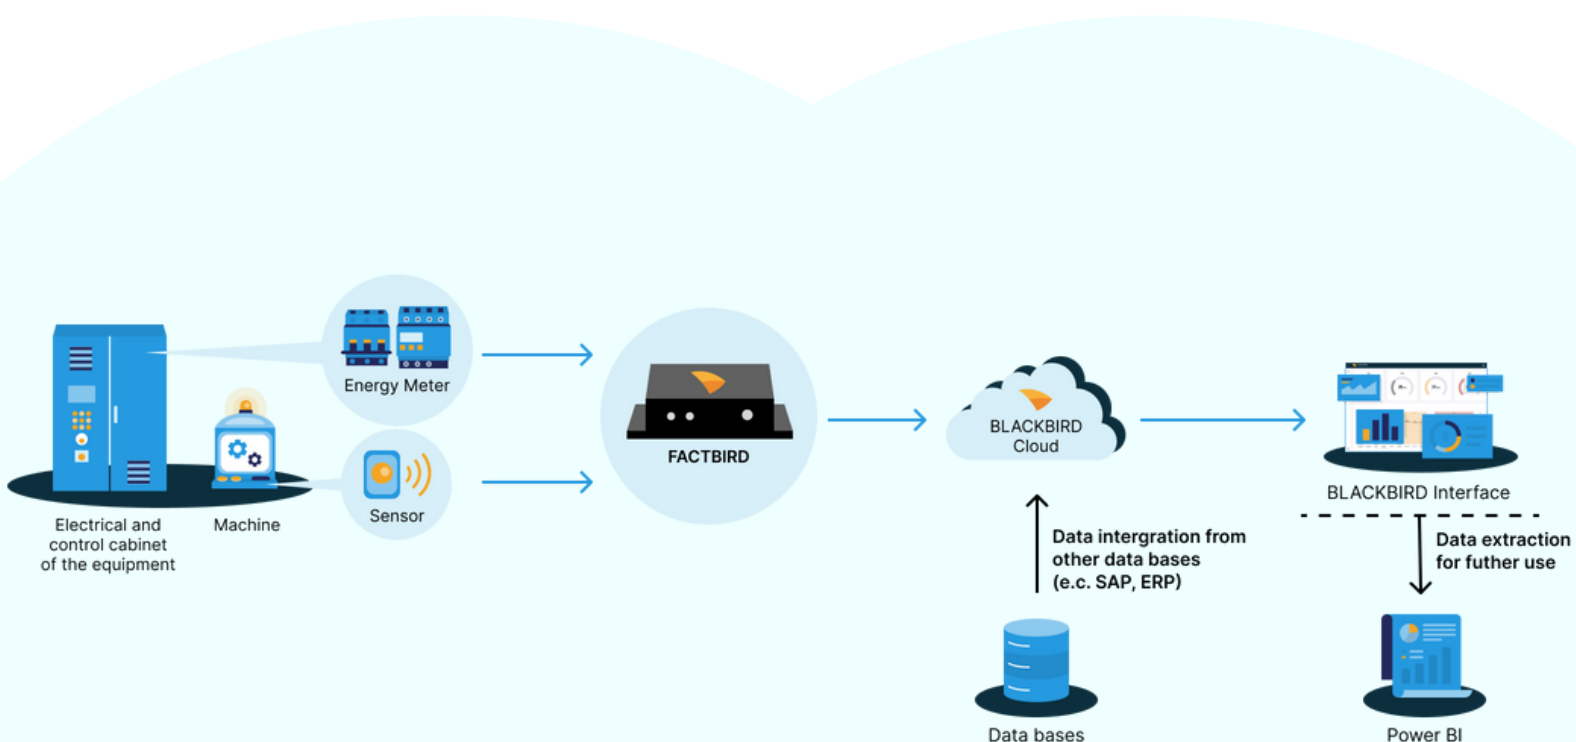 Energy Meter
Sensor
Electrical and
control cabinet
of the equipment
Machine
FACTBIRD
BLACKBIRD
Cloud
Data intergration from
other data bases
(e.c. SAP, ERP)
Data bases
BLACKBIRD Interface
Data extraction
for futher use
Power BI